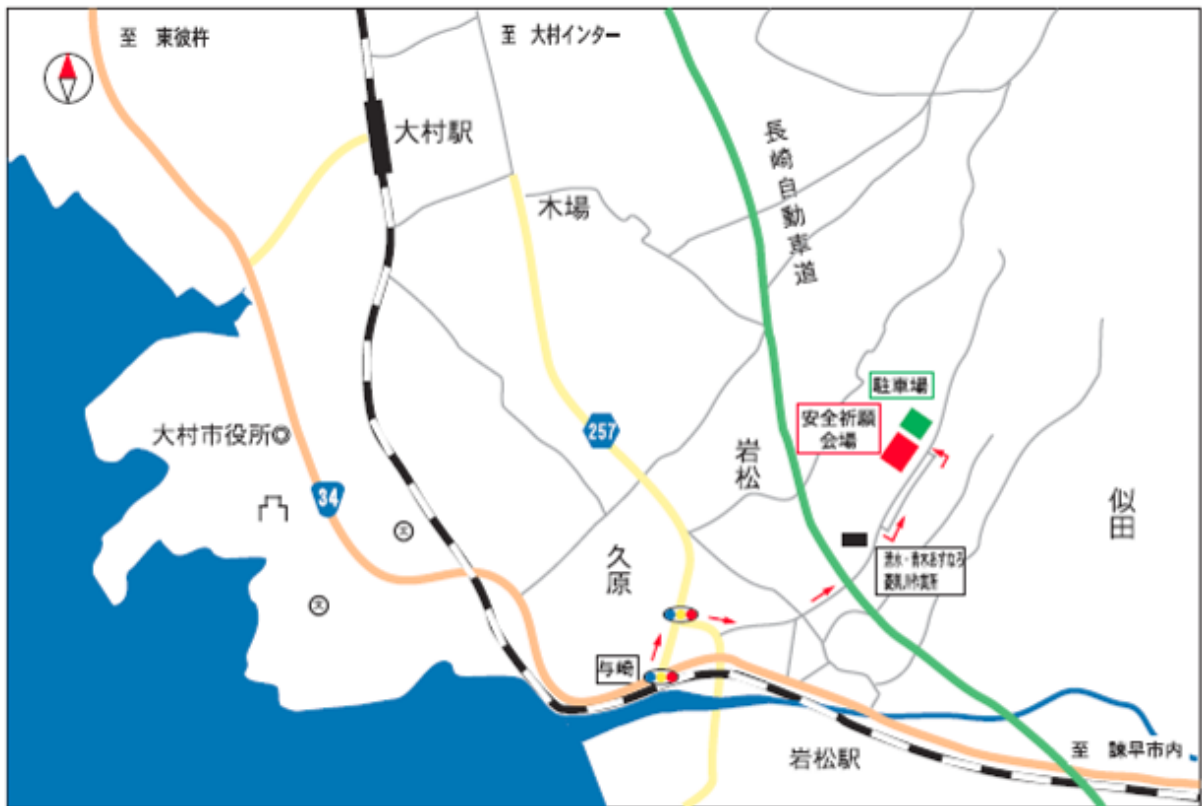 至 東彼杵
至 大村インター
大村駅
木場
長崎自動車道
駐車場
安全祈願
会場
257
岩松
大村市役所◎
34
似田
久原
与崎
岩松駅
至 諫早市内